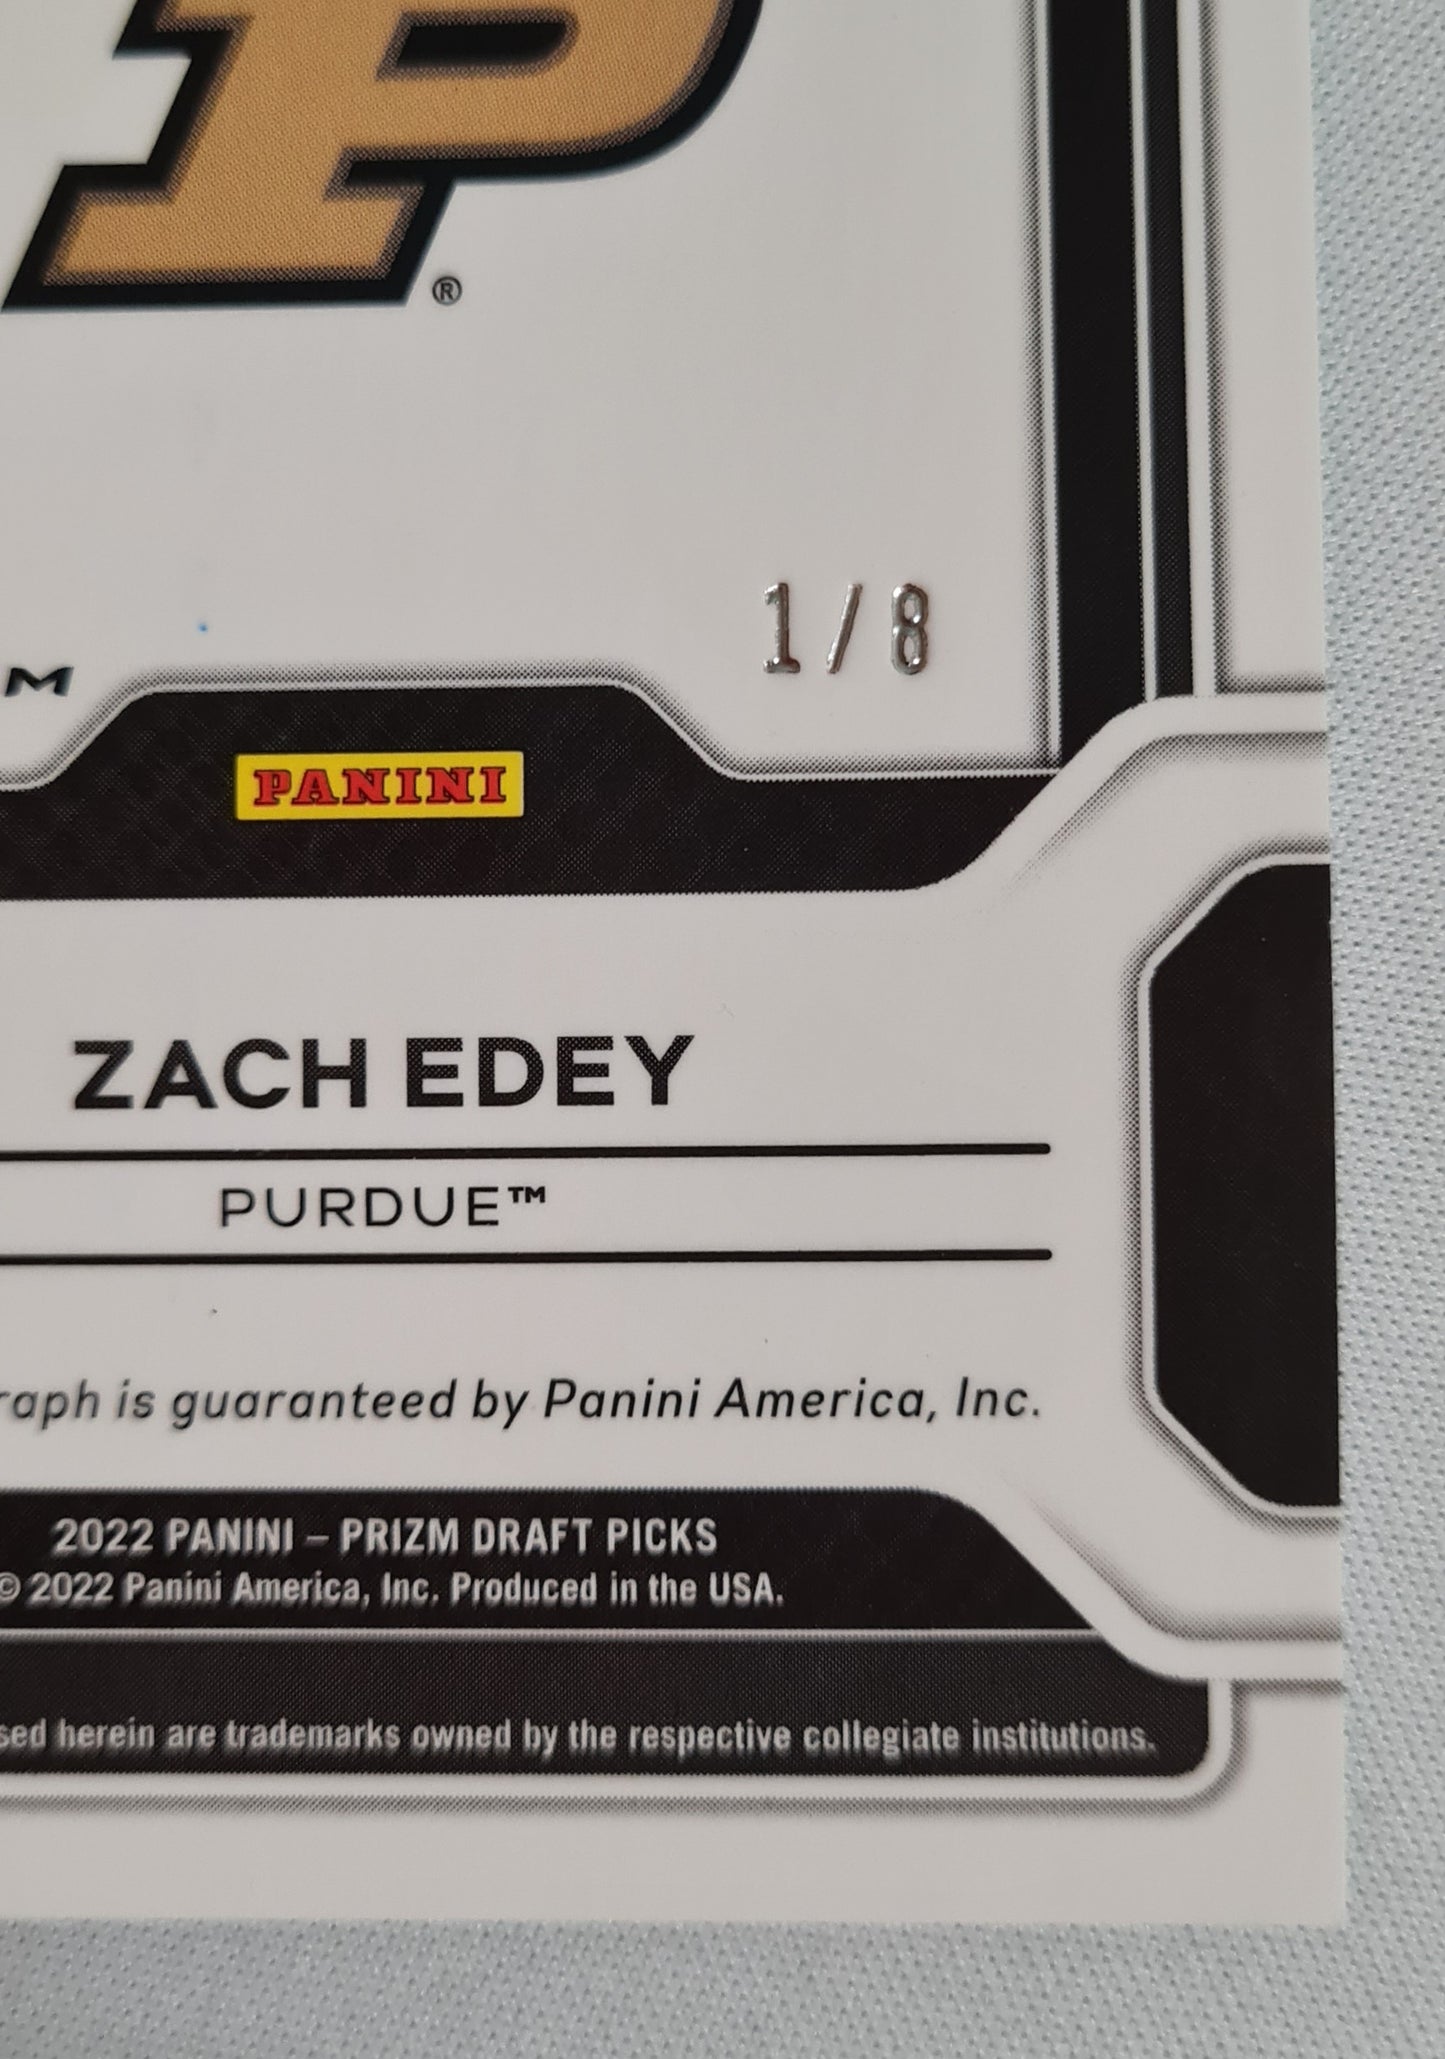 P
®
1/8
M
PANINI
ZACH EDEY
PURDUE™
raph is guaranteed by Panini America, Inc.
2022 PANINI – PRIZM DRAFT PICKS
© 2022 Panini America, Inc. Produced in the USA.
sed herein are trademarks owned by the respective collegiate institutions.